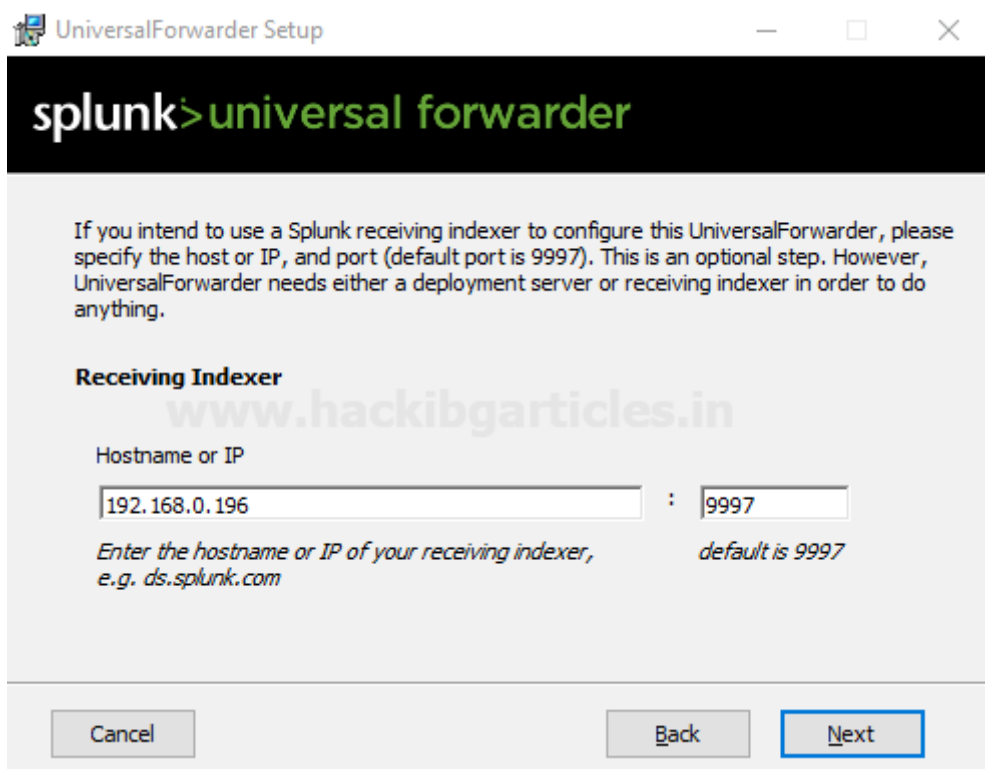 UniversalForwarder Setup
splunk>universal forwarder
If you intend to use a Splunk receiving indexer to configure this UniversalForwarder, please
specify the host or IP, and port (default port is 9997). This is an optional step. However,
UniversalForwarder needs either a deployment server or receiving indexer in order to do
anything.
Receiving Indexer
www.hackibgarticles.in
Hostname or IP
192.168.0.196 : 9997
Enter the hostname or IP of your receiving indexer, default is 9997
e.g. ds.splunk.com
Cancel Back Next